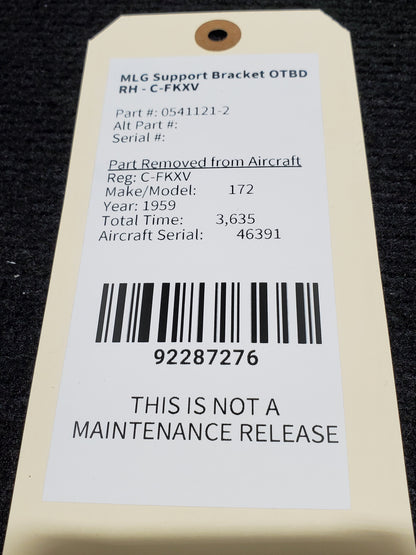 MLG Support Bracket OTBD
RH - C-FKXV
Part #: 0541121-2
Alt Part #:
Serial #:
Part Removed from Aircraft
Reg: C-FKXV
Make/Model: 172
Year: 1959
Total Time: 3,635
Aircraft Serial: 46391
92287276
THIS IS NOT A
MAINTENANCE RELEASE